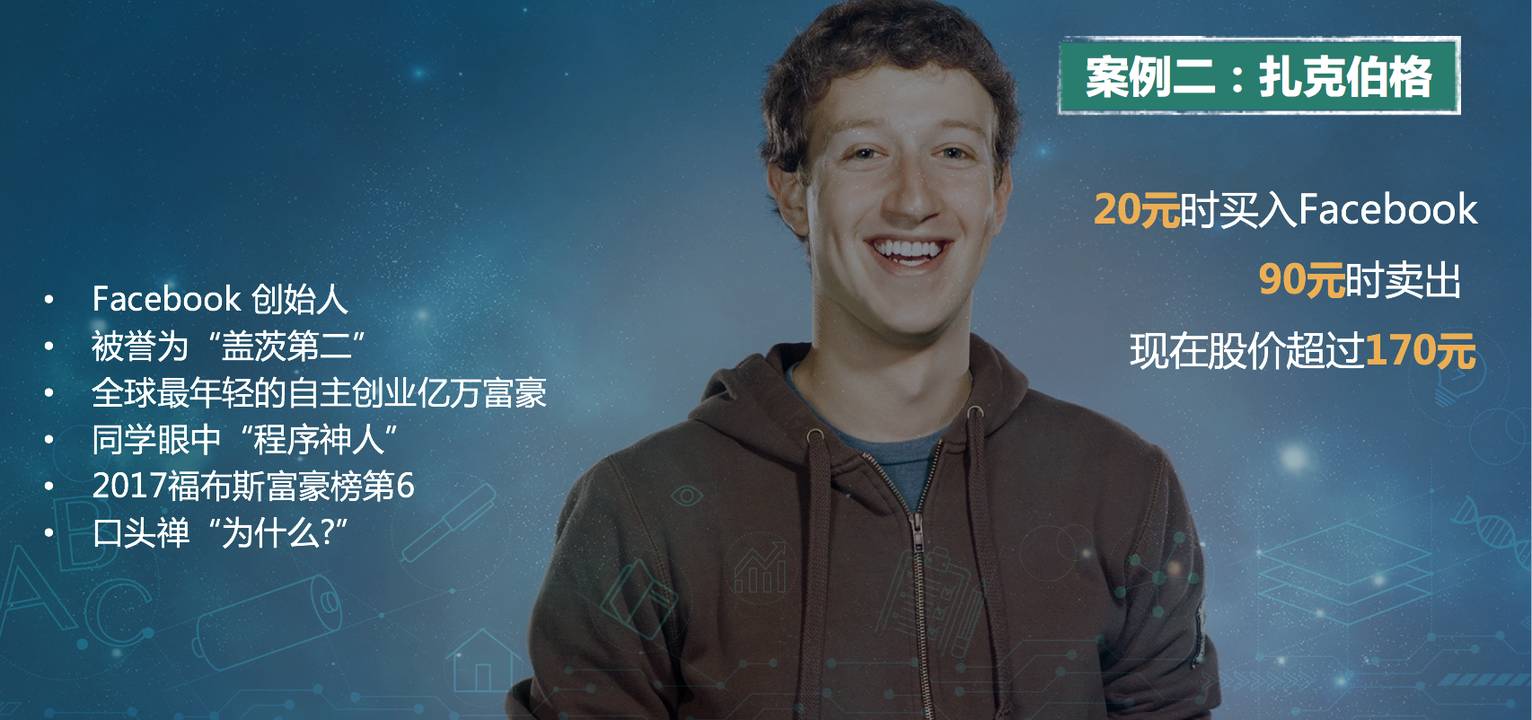 案例二：扎克伯格
20元时买入Facebook
90元时卖出
现在股价超过170元
• Facebook 创始人
• 被誉为“盖茨第二”
• 全球最年轻的自主创业亿万富豪
• 同学眼中“程序神人”
• 2017福布斯富豪榜第6
• 口头禅“为什么?”
ABC